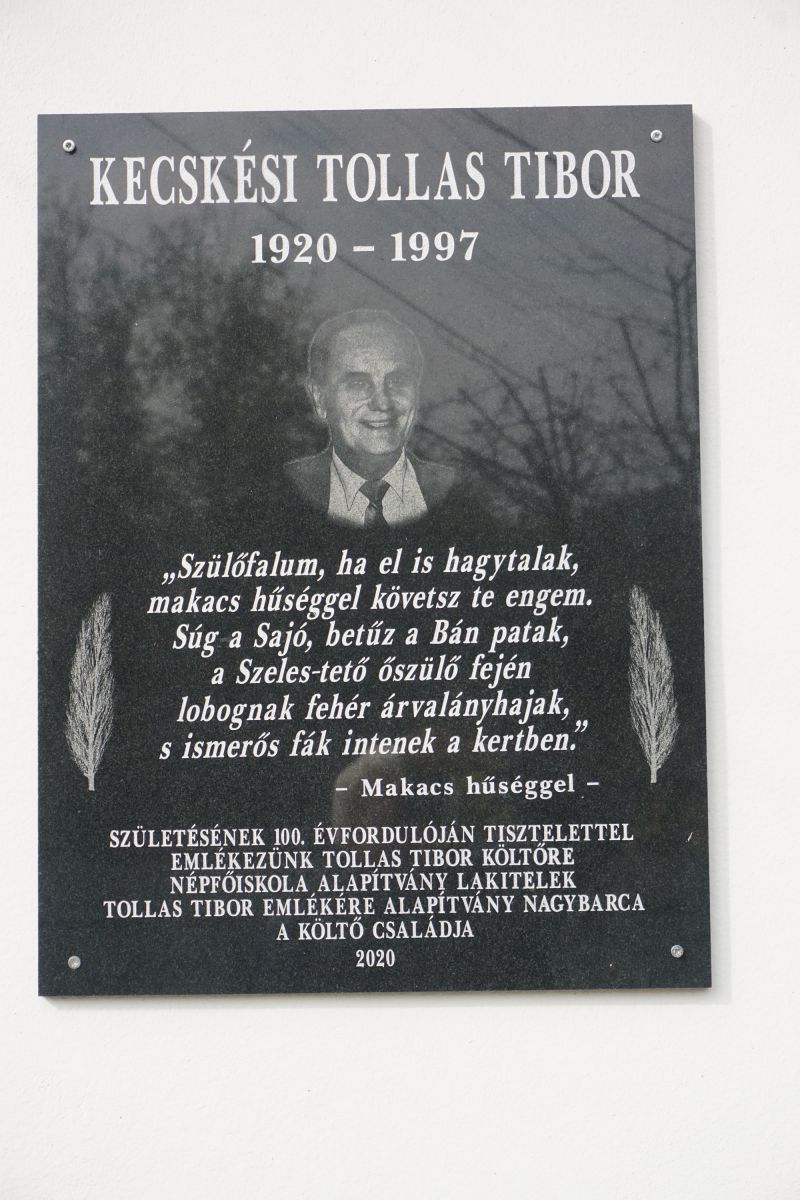 KECSKÉSI TOLLAS TIBOR
1920 – 1997
„Szülőfalum, ha el is hagytalak,
makacs hűséggel követsz te engem.
Súg a Sajó, betűz a Bán patak,
a Szeles-tető őszülő fején
lobognak fehér árvalányhajak,
s ismerős fák intenek a kertben.”
– Makacs hűséggel –
SZÜLETÉSÉNEK 100. ÉVFORDULÓJÁN TISZTELETTEL
EMLÉKEZÜNK TOLLAS TIBOR KÖLTŐRE
NÉPFŐISKOLA ALAPÍTVÁNY LAKITELEK
TOLLAS TIBOR EMLÉKÉRE ALAPÍTVÁNY NAGYBARCA
A KÖLTŐ CSALÁDJA
2020